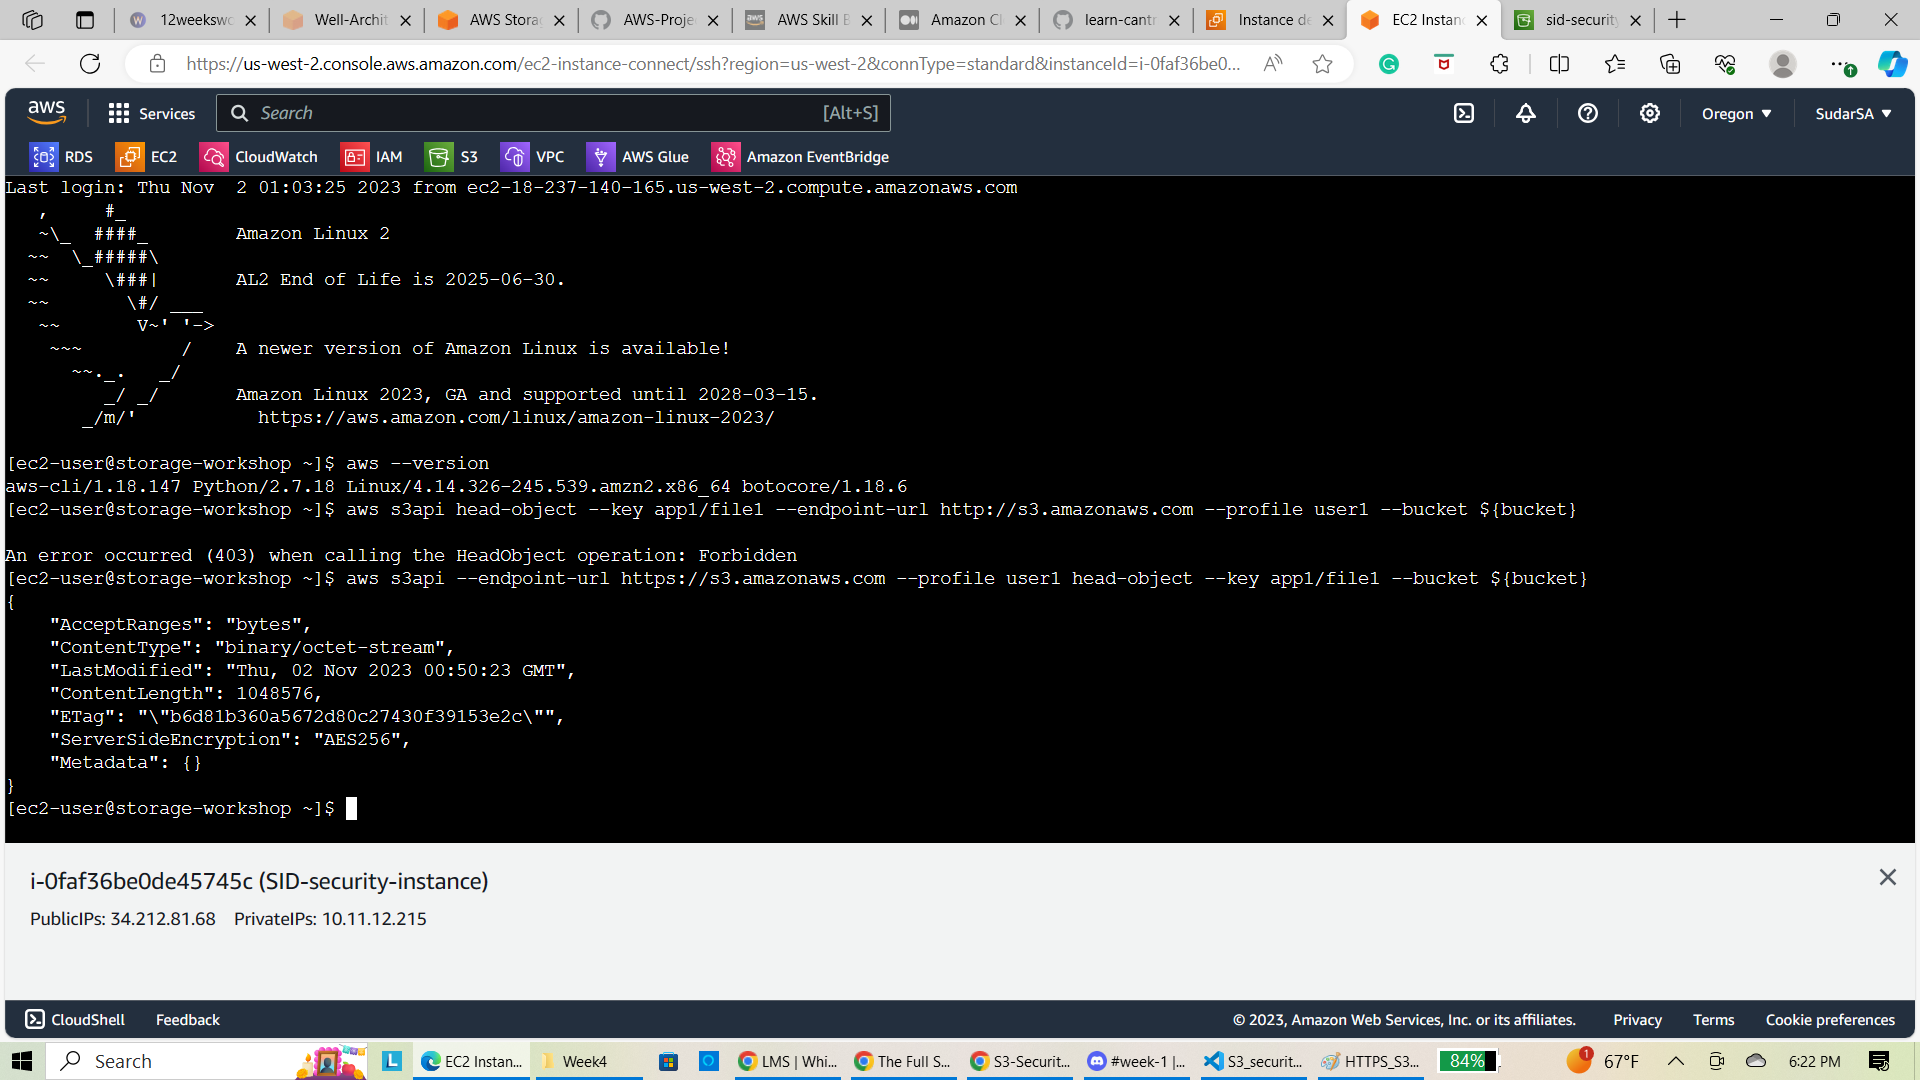 12weekswo
Well-Archit
AWS Storag
AWS-Projec
AWS Skill B
Amazon Cl
learn-cantr
Instance de
EC2 Instanc
sid-security
https://us-west-2.console.aws.amazon.com/ec2-instance-connect/ssh?region=us-west-2&connType=standard&instanceId=i-0faf36be0...
aws Services Search [Alt+S] Oregon SudarSA
RDS EC2 CloudWatch IAM S3 VPC AWS Glue Amazon EventBridge
Last login: Thu Nov  2 01:03:25 2023 from ec2-18-237-140-165.us-west-2.compute.amazonaws.com
   ,     #_
   ~\_  ####_        Amazon Linux 2
  ~~  \_#####\
  ~~     \###|       AL2 End of Life is 2025-06-30.
  ~~       \#/ ___
   ~~       V~' '->
    ~~~         /    A newer version of Amazon Linux is available!
      ~~._.   _/
         _/ _/       Amazon Linux 2023, GA and supported until 2028-03-15.
       _/m/'           https://aws.amazon.com/linux/amazon-linux-2023/
[ec2-user@storage-workshop ~]$ aws --version
aws-cli/1.18.147 Python/2.7.18 Linux/4.14.326-245.539.amzn2.x86_64 botocore/1.18.6
[ec2-user@storage-workshop ~]$ aws s3api head-object --key app1/file1 --endpoint-url http://s3.amazonaws.com --profile user1 --bucket ${bucket}
An error occurred (403) when calling the HeadObject operation: Forbidden
[ec2-user@storage-workshop ~]$ aws s3api --endpoint-url https://s3.amazonaws.com --profile user1 head-object --key app1/file1 --bucket ${bucket}
{
    "AcceptRanges": "bytes",
    "ContentType": "binary/octet-stream",
    "LastModified": "Thu, 02 Nov 2023 00:50:23 GMT",
    "ContentLength": 1048576,
    "ETag": "\"b6d81b360a5672d80c27430f39153e2c\"",
    "ServerSideEncryption": "AES256",
    "Metadata": {}
}
[ec2-user@storage-workshop ~]$
i-0faf36be0de45745c (SID-security-instance)
PublicIPs: 34.212.81.68 PrivateIPs: 10.11.12.215
CloudShell Feedback © 2023, Amazon Web Services, Inc. or its affiliates. Privacy Terms Cookie preferences
Search EC2 Instan... Week4 LMS | Whi... The Full S... S3-Securit... #week-1 |... S3_securit... HTTPS_S3... 84% 1 67°F 6:22 PM